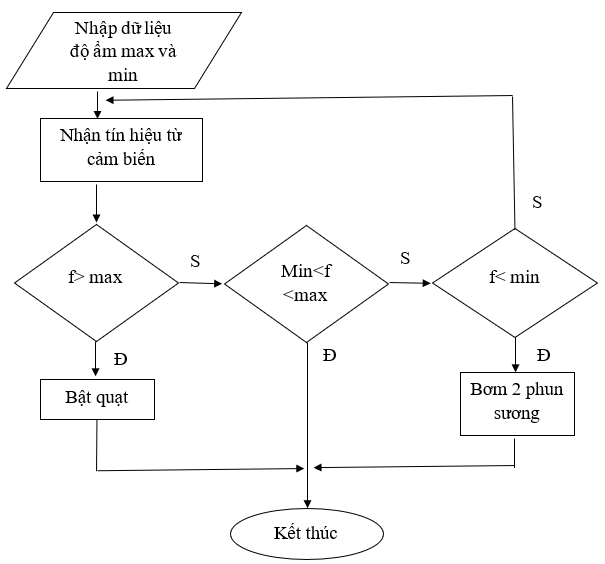 Nhập dữ liệu
độ ẩm max và
min
Nhận tín hiệu từ
cảm biến
S
f> max
S
Min<f
<max
S
f< min
Đ
Đ
Đ
Bật quạt
Bơm 2 phun
sương
Kết thúc